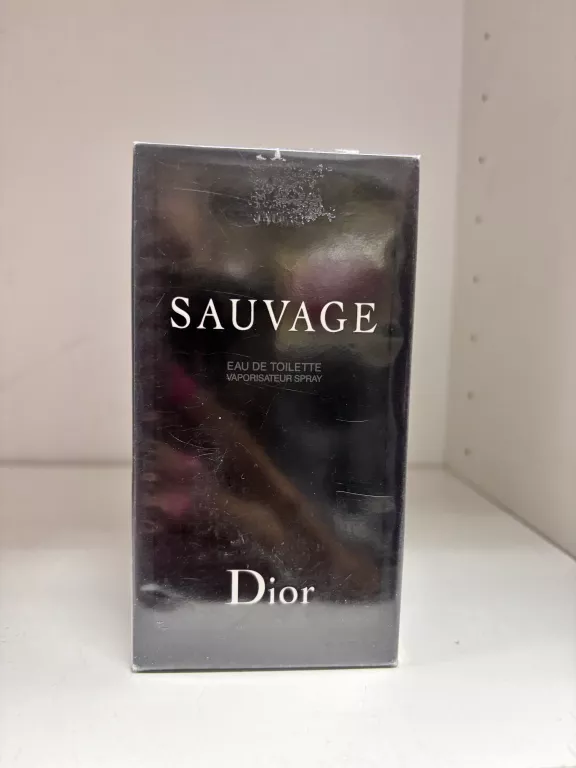 SAUVAGE
EAU DE TOILETTE
VAPORISATEUR SPRAY
Dior